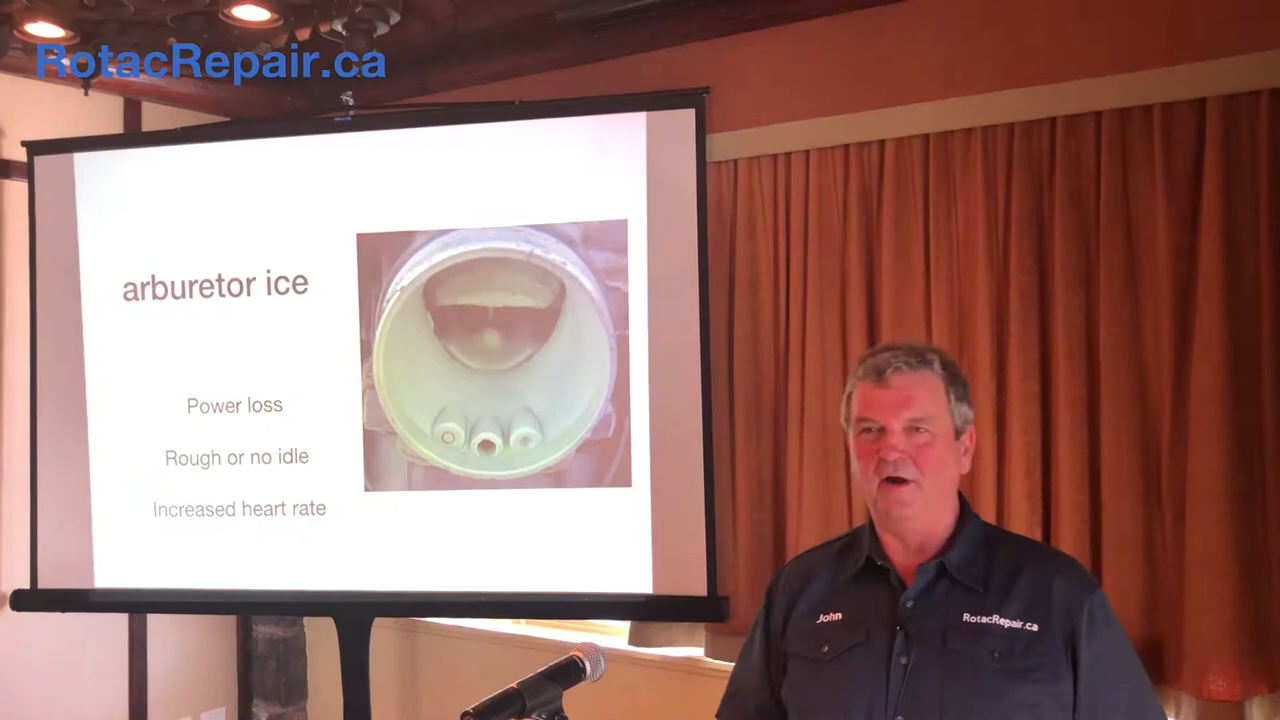 RotacRepair.ca
arburetor ice
Power loss
Rough or no idle
Increased heart rate
John
RotacRepair.ca